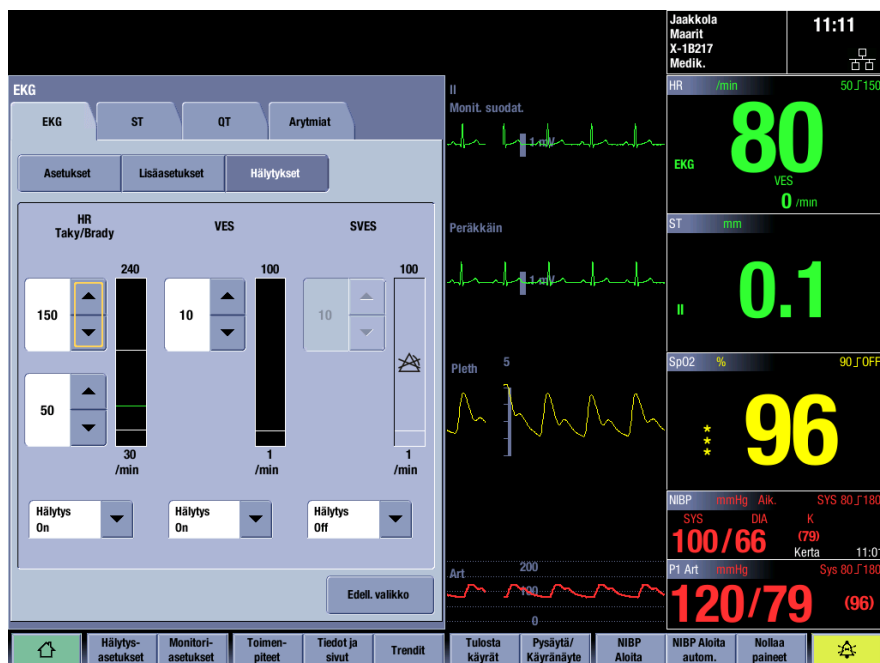 Jaakkola
Maarit
X-1B217
Medik.
11:11
EKG
EKG
ST
QT
Arytmiat
Asetukset
Lisäasetukset
Hälytykset
HR
Taky/Brady
VES
SVES
240
100
100
150
10
10
50
30
/min
1
/min
1
/min
Hälytys
On
Hälytys
On
Hälytys
Off
Edell. valikko
II
Monit. suodat.
1 mV
Peräkkäin
1 mV
Pleth
5
Art
200
100
0
HR /min 50 150
80
EKG
VES
0 /min
ST mm
II
0.1
SpO2 % 90 OFF
***
96
NIBP mmHg Aik. SYS 80 180
SYS DIA K
100/66 (79)
Kerta 11:01
P1 Art mmHg Sys 80 180
120/79 (96)
Hälytys-
asetukset
Monitori-
asetukset
Toimen-
piteet
Tiedot ja
sivut
Trendit
Tulosta
käyrät
Pysäytä/
Käyränäyte
NIBP
Aloita
NIBP Aloita
autom.
Nollaa
paineet